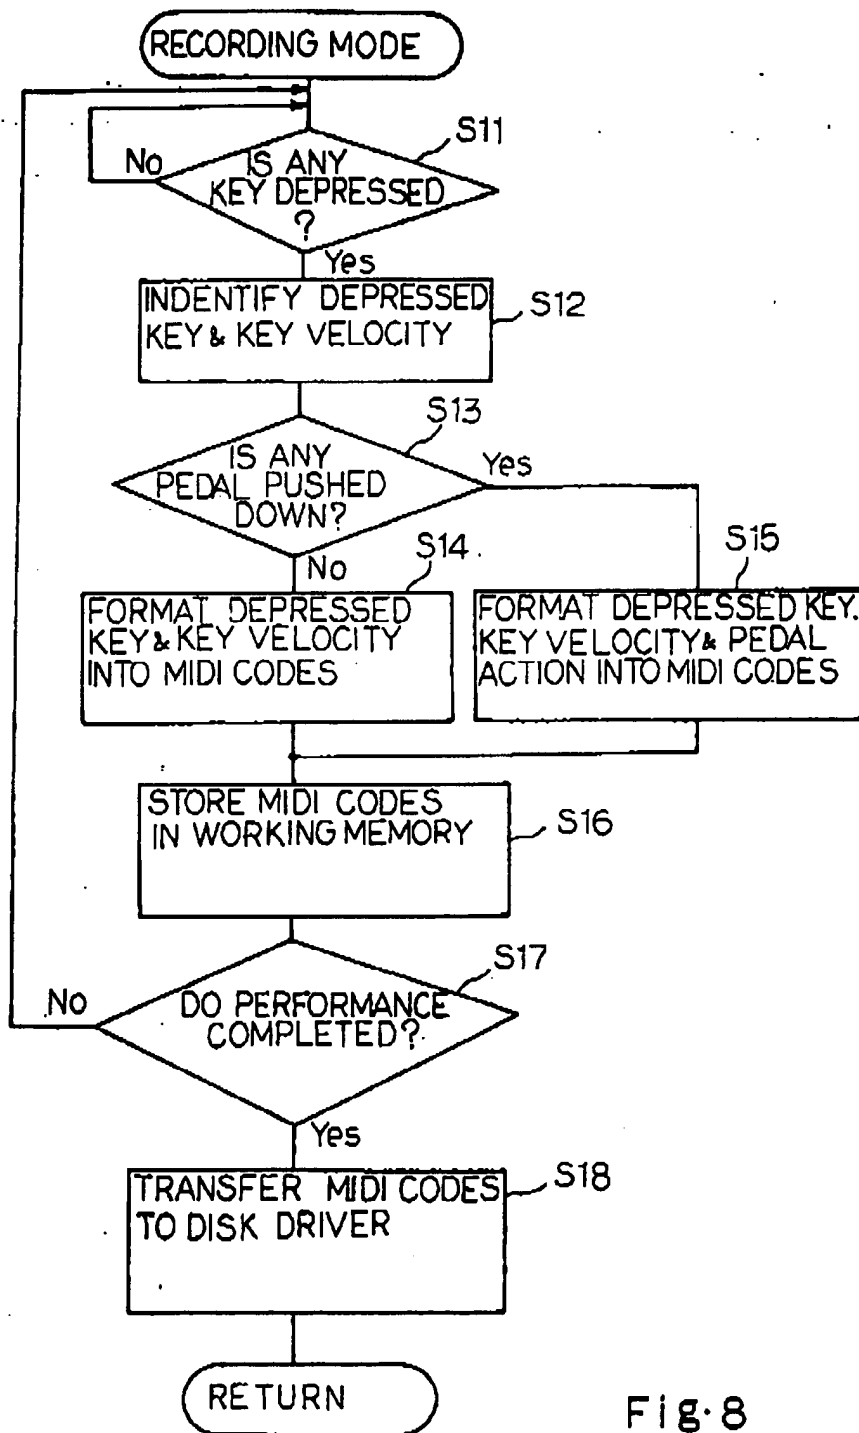 RECORDING MODE
S11
No
IS ANY
KEY DEPRESSED
?
Yes
INDENTIFY DEPRESSED
KEY & KEY VELOCITY
S12
S13
IS ANY
PEDAL PUSHED
DOWN?
Yes
No
S14
S15
FORMAT DEPRESSED
KEY & KEY VELOCITY
INTO MIDI CODES
FORMAT DEPRESSED KEY.
KEY VELOCITY & PEDAL
ACTION INTO MIDI CODES
STORE MIDI CODES
IN WORKING MEMORY
S16
S17
No
DO PERFORMANCE
COMPLETED?
Yes
TRANSFER MIDI CODES
TO DISK DRIVER
S18
RETURN
Fig. 8